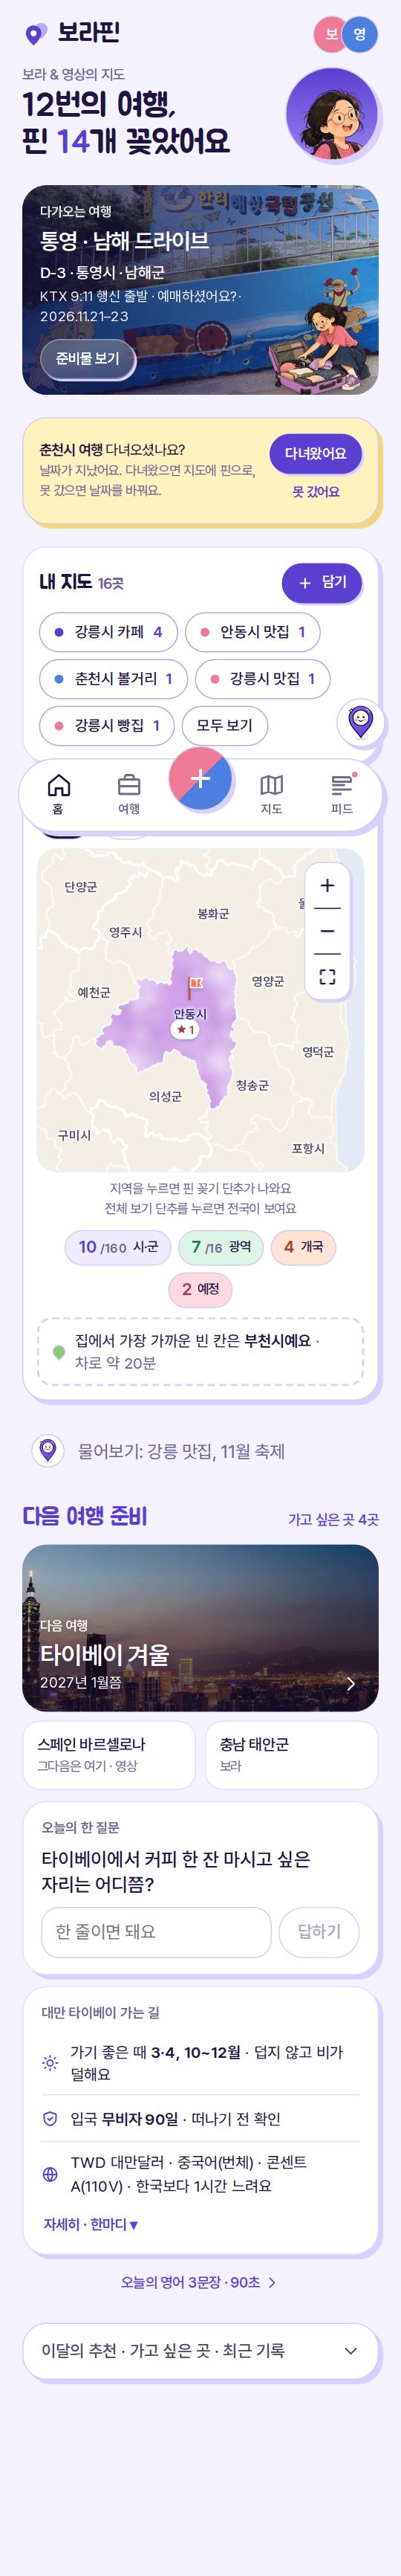 보라핀
보 영
보라 & 영상의 지도
12번의 여행,
핀 14개 꽂았어요
한려해상국립공원
다가오는 여행
통영 · 남해 드라이브
D-3 · 통영시 · 남해군
KTX 9:11 행신 출발 · 예매하셨어요? ·
2026.11.21–23
준비물 보기
춘천시 여행 다녀오셨나요?
날짜가 지났어요. 다녀왔으면 지도에 핀으로,
못 갔으면 날짜를 바꿔요.
다녀왔어요
못 갔어요
내 지도 16곳
+ 담기
강릉시 카페 4
안동시 맛집 1
춘천시 볼거리 1
강릉시 맛집 1
강릉시 빵집 1
모두 보기
홈
여행
+
지도
피드
단양군
봉화군
영주시
예천군
영양군
안동시
★ 1
영덕군
청송군
의성군
구미시
포항시
+
−
지역을 누르면 핀 꽂기 단추가 나와요
전체 보기 단추를 누르면 전국이 보여요
10 /160 시·군
7 /16 광역
4 개국
2 예정
집에서 가장 가까운 빈 칸은 부천시예요 ·
차로 약 20분
물어보기: 강릉 맛집, 11월 축제
다음 여행 준비
가고 싶은 곳 4곳
다음 여행
타이베이 겨울
2027년 1월쯤
스페인 바르셀로나
그다음은 여기 · 영상
충남 태안군
보라
오늘의 한 질문
타이베이에서 커피 한 잔 마시고 싶은
자리는 어디쯤?
한 줄이면 돼요
답하기
대만 타이베이 가는 길
가기 좋은 때 3·4, 10~12월 · 덥지 않고 비가
덜해요
입국 무비자 90일 · 떠나기 전 확인
TWD 대만달러 · 중국어(번체) · 콘센트
A(110V) · 한국보다 1시간 느려요
자세히 · 한마디 ▾
오늘의 영어 3문장 · 90초
이달의 추천 · 가고 싶은 곳 · 최근 기록